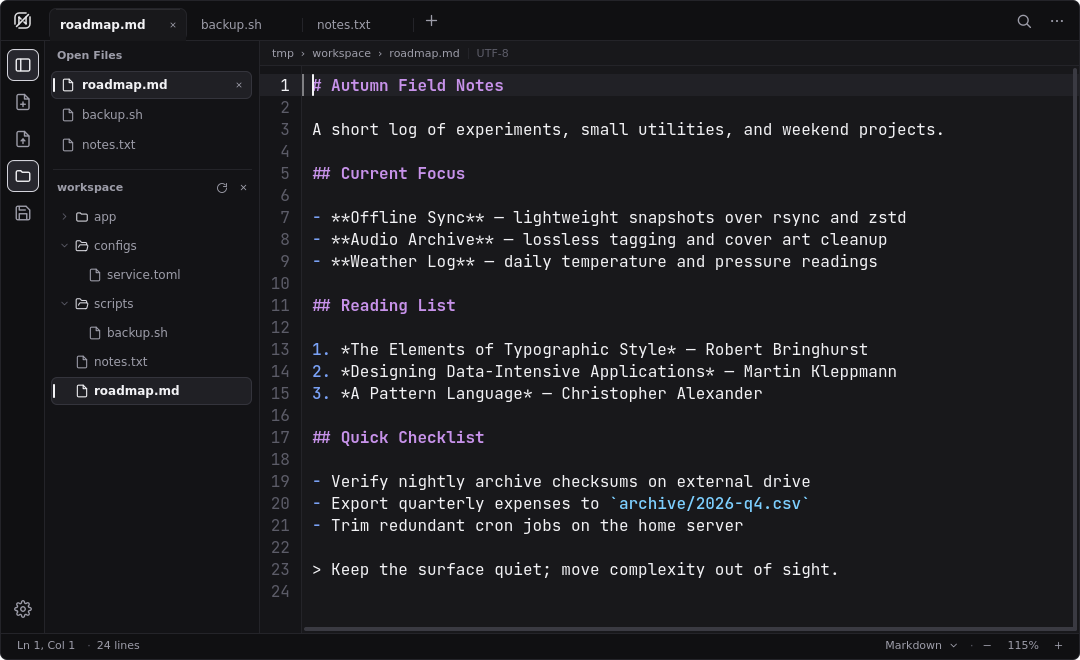 roadmap.md ×
backup.sh
notes.txt
+
Open Files
roadmap.md ×
backup.sh
notes.txt
workspace ×
app
configs
service.toml
scripts
backup.sh
notes.txt
roadmap.md
tmp › workspace › roadmap.md UTF-8
1 # Autumn Field Notes
2
3 A short log of experiments, small utilities, and weekend projects.
4
5 ## Current Focus
6
7 - **Offline Sync** — lightweight snapshots over rsync and zstd
8 - **Audio Archive** — lossless tagging and cover art cleanup
9 - **Weather Log** — daily temperature and pressure readings
10
11 ## Reading List
12
13 1. *The Elements of Typographic Style* — Robert Bringhurst
14 2. *Designing Data-Intensive Applications* — Martin Kleppmann
15 3. *A Pattern Language* — Christopher Alexander
16
17 ## Quick Checklist
18
19 - Verify nightly archive checksums on external drive
20 - Export quarterly expenses to `archive/2026-q4.csv`
21 - Trim redundant cron jobs on the home server
22
23 > Keep the surface quiet; move complexity out of sight.
24
Ln 1, Col 1 · 24 lines
Markdown · − 115% +